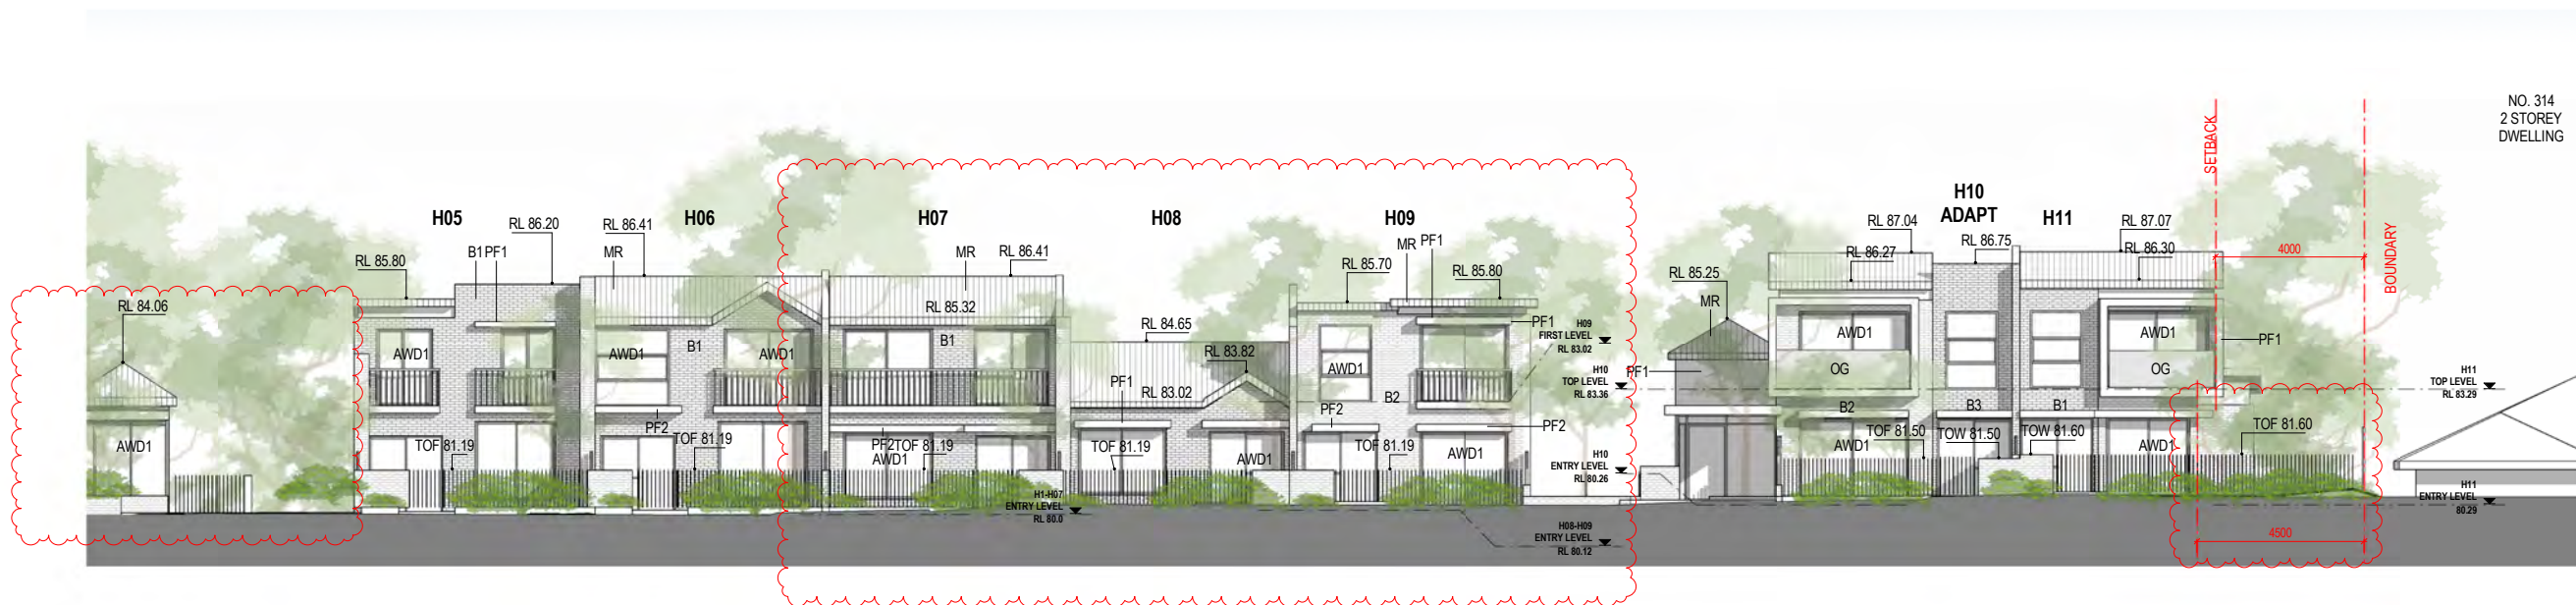 NO. 314
2 STOREY
DWELLING
SETBACK
BOUNDARY
4000
H05
H06
H07
H08
H09
H10
ADAPT
H11
RL 84.06
RL 85.80
B1 PF1
RL 86.20
RL 86.41
MR
MR
RL 86.41
RL 85.32
RL 84.65
RL 83.82
PF1
RL 83.02
RL 85.70
MR
PF1
RL 85.80
PF1
H09
FIRST LEVEL
RL 83.02
H10
TOP LEVEL
RL 83.36
RL 85.25
MR
PF1
RL 87.04
RL 86.27
RL 86.75
RL 87.07
RL 86.30
PF1
H11
TOP LEVEL
RL 83.29
AWD1
AWD1
B1
AWD1
B1
AWD1
B2
AWD1
OG
AWD1
OG
AWD1
TOF 81.19
PF2
TOF 81.19
PF2
TOF 81.19
AWD1
TOF 81.19
AWD1
PF2
TOF 81.19
AWD1
PF2
H10
ENTRY LEVEL
RL 80.26
B2
B3
B1
AWD1
TOF 81.50
TOW 81.50
TOW 81.60
AWD1
TOF 81.60
H1-H07
ENTRY LEVEL
RL 80.0
H08-H09
ENTRY LEVEL
RL 80.12
H11
ENTRY LEVEL
80.29
4500